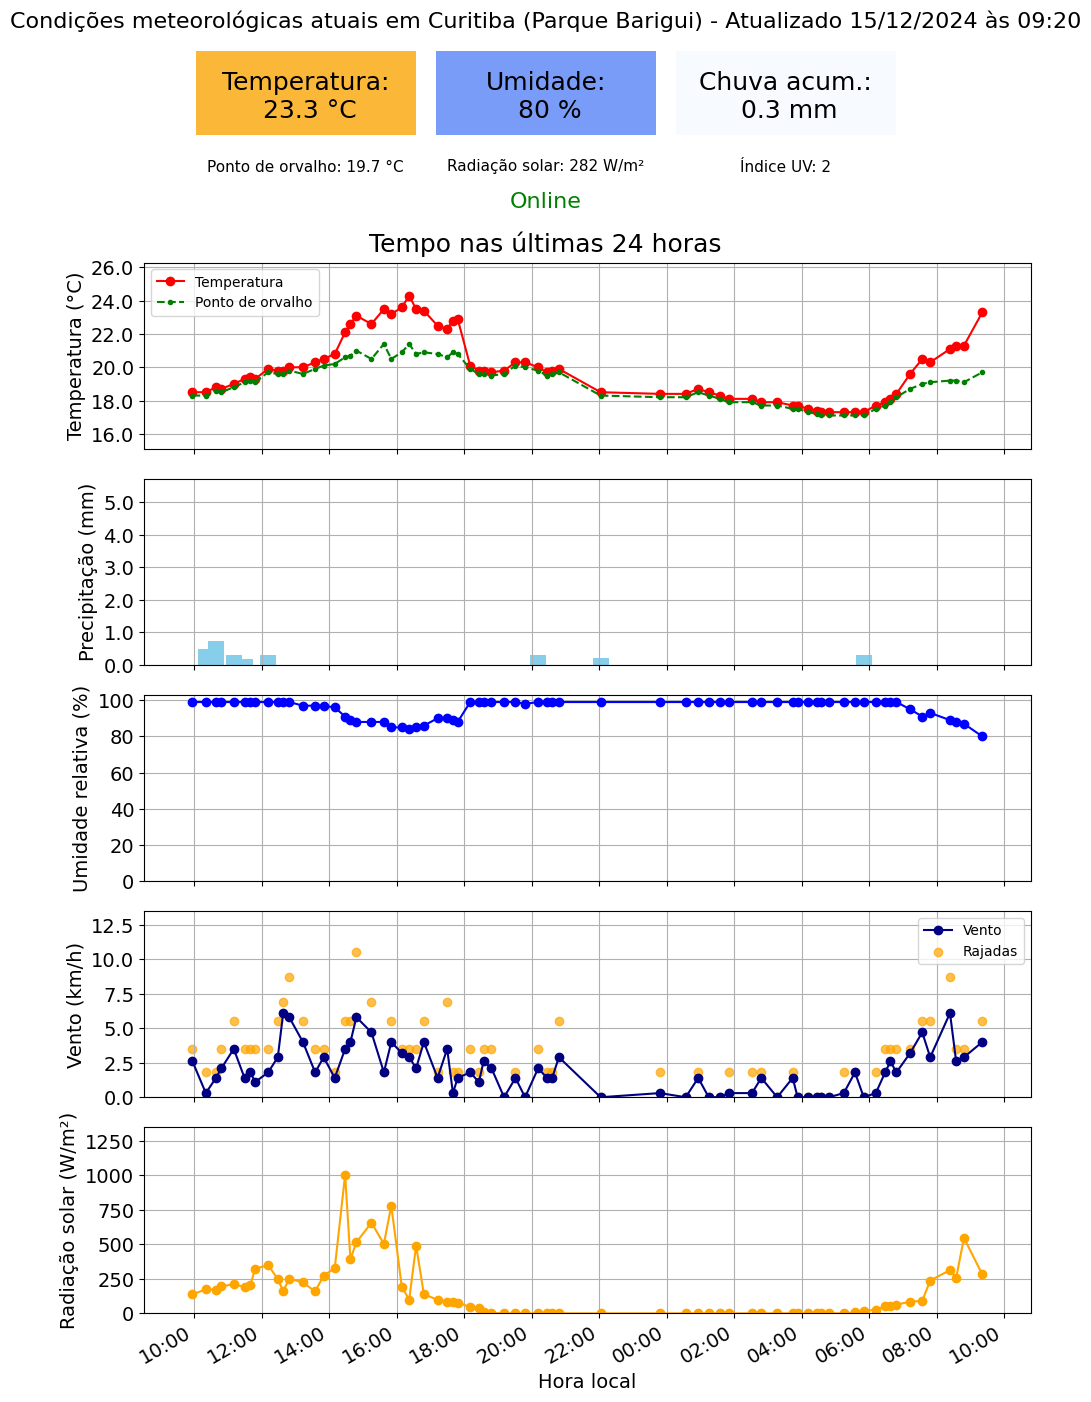 Condições meteorológicas atuais em Curitiba (Parque Barigui) - Atualizado 15/12/2024 às 09:20
Temperatura:
23.3 °C
Umidade:
80 %
Chuva acum.:
0.3 mm
Ponto de orvalho: 19.7 °C
Radiação solar: 282 W/m²
Índice UV: 2
Online
Tempo nas últimas 24 horas
Temperatura (°C)
26.0
24.0
22.0
20.0
18.0
16.0
Temperatura
Ponto de orvalho
Precipitação (mm)
5.0
4.0
3.0
2.0
1.0
0.0
Umidade relativa (%)
100
80
60
40
20
0
Vento (km/h)
12.5
10.0
7.5
5.0
2.5
0.0
Vento
Rajadas
Radiação solar (W/m²)
1250
1000
750
500
250
0
10:00
12:00
14:00
16:00
18:00
20:00
22:00
00:00
02:00
04:00
06:00
08:00
10:00
Hora local